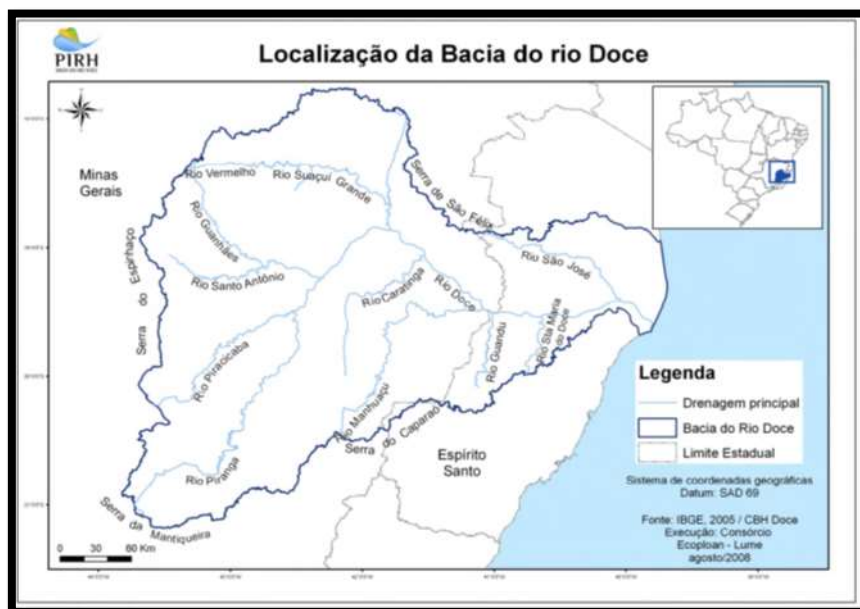 PIRH
Localização da Bacia do rio Doce
Minas
Gerais
Rio Vermelho
Rio Suaçuí Grande
Serra de São Félix
Rio Guanhães
Riu São José
Serra do Espinhaço
Rio Santo Antônio
Rio Caratinga
Rio Doce
Rio Guandu
Rio Sta Maria
do Doce
Rio Piracicaba
Rio Manhuaçu
Serra do Caparaó
Espírito
Santo
Rio Piranga
Serra da Mantiqueira
0 30 60 Km
Legenda
Drenagem principal
Bacia do Rio Doce
Limite Estadual
Sistema de coordenadas geográficas
Datum: SAD 69
Fonte: IBGE, 2005 / CBH Doce
Execução: Consórcio
Ecoploan - Lume
agosto/2008